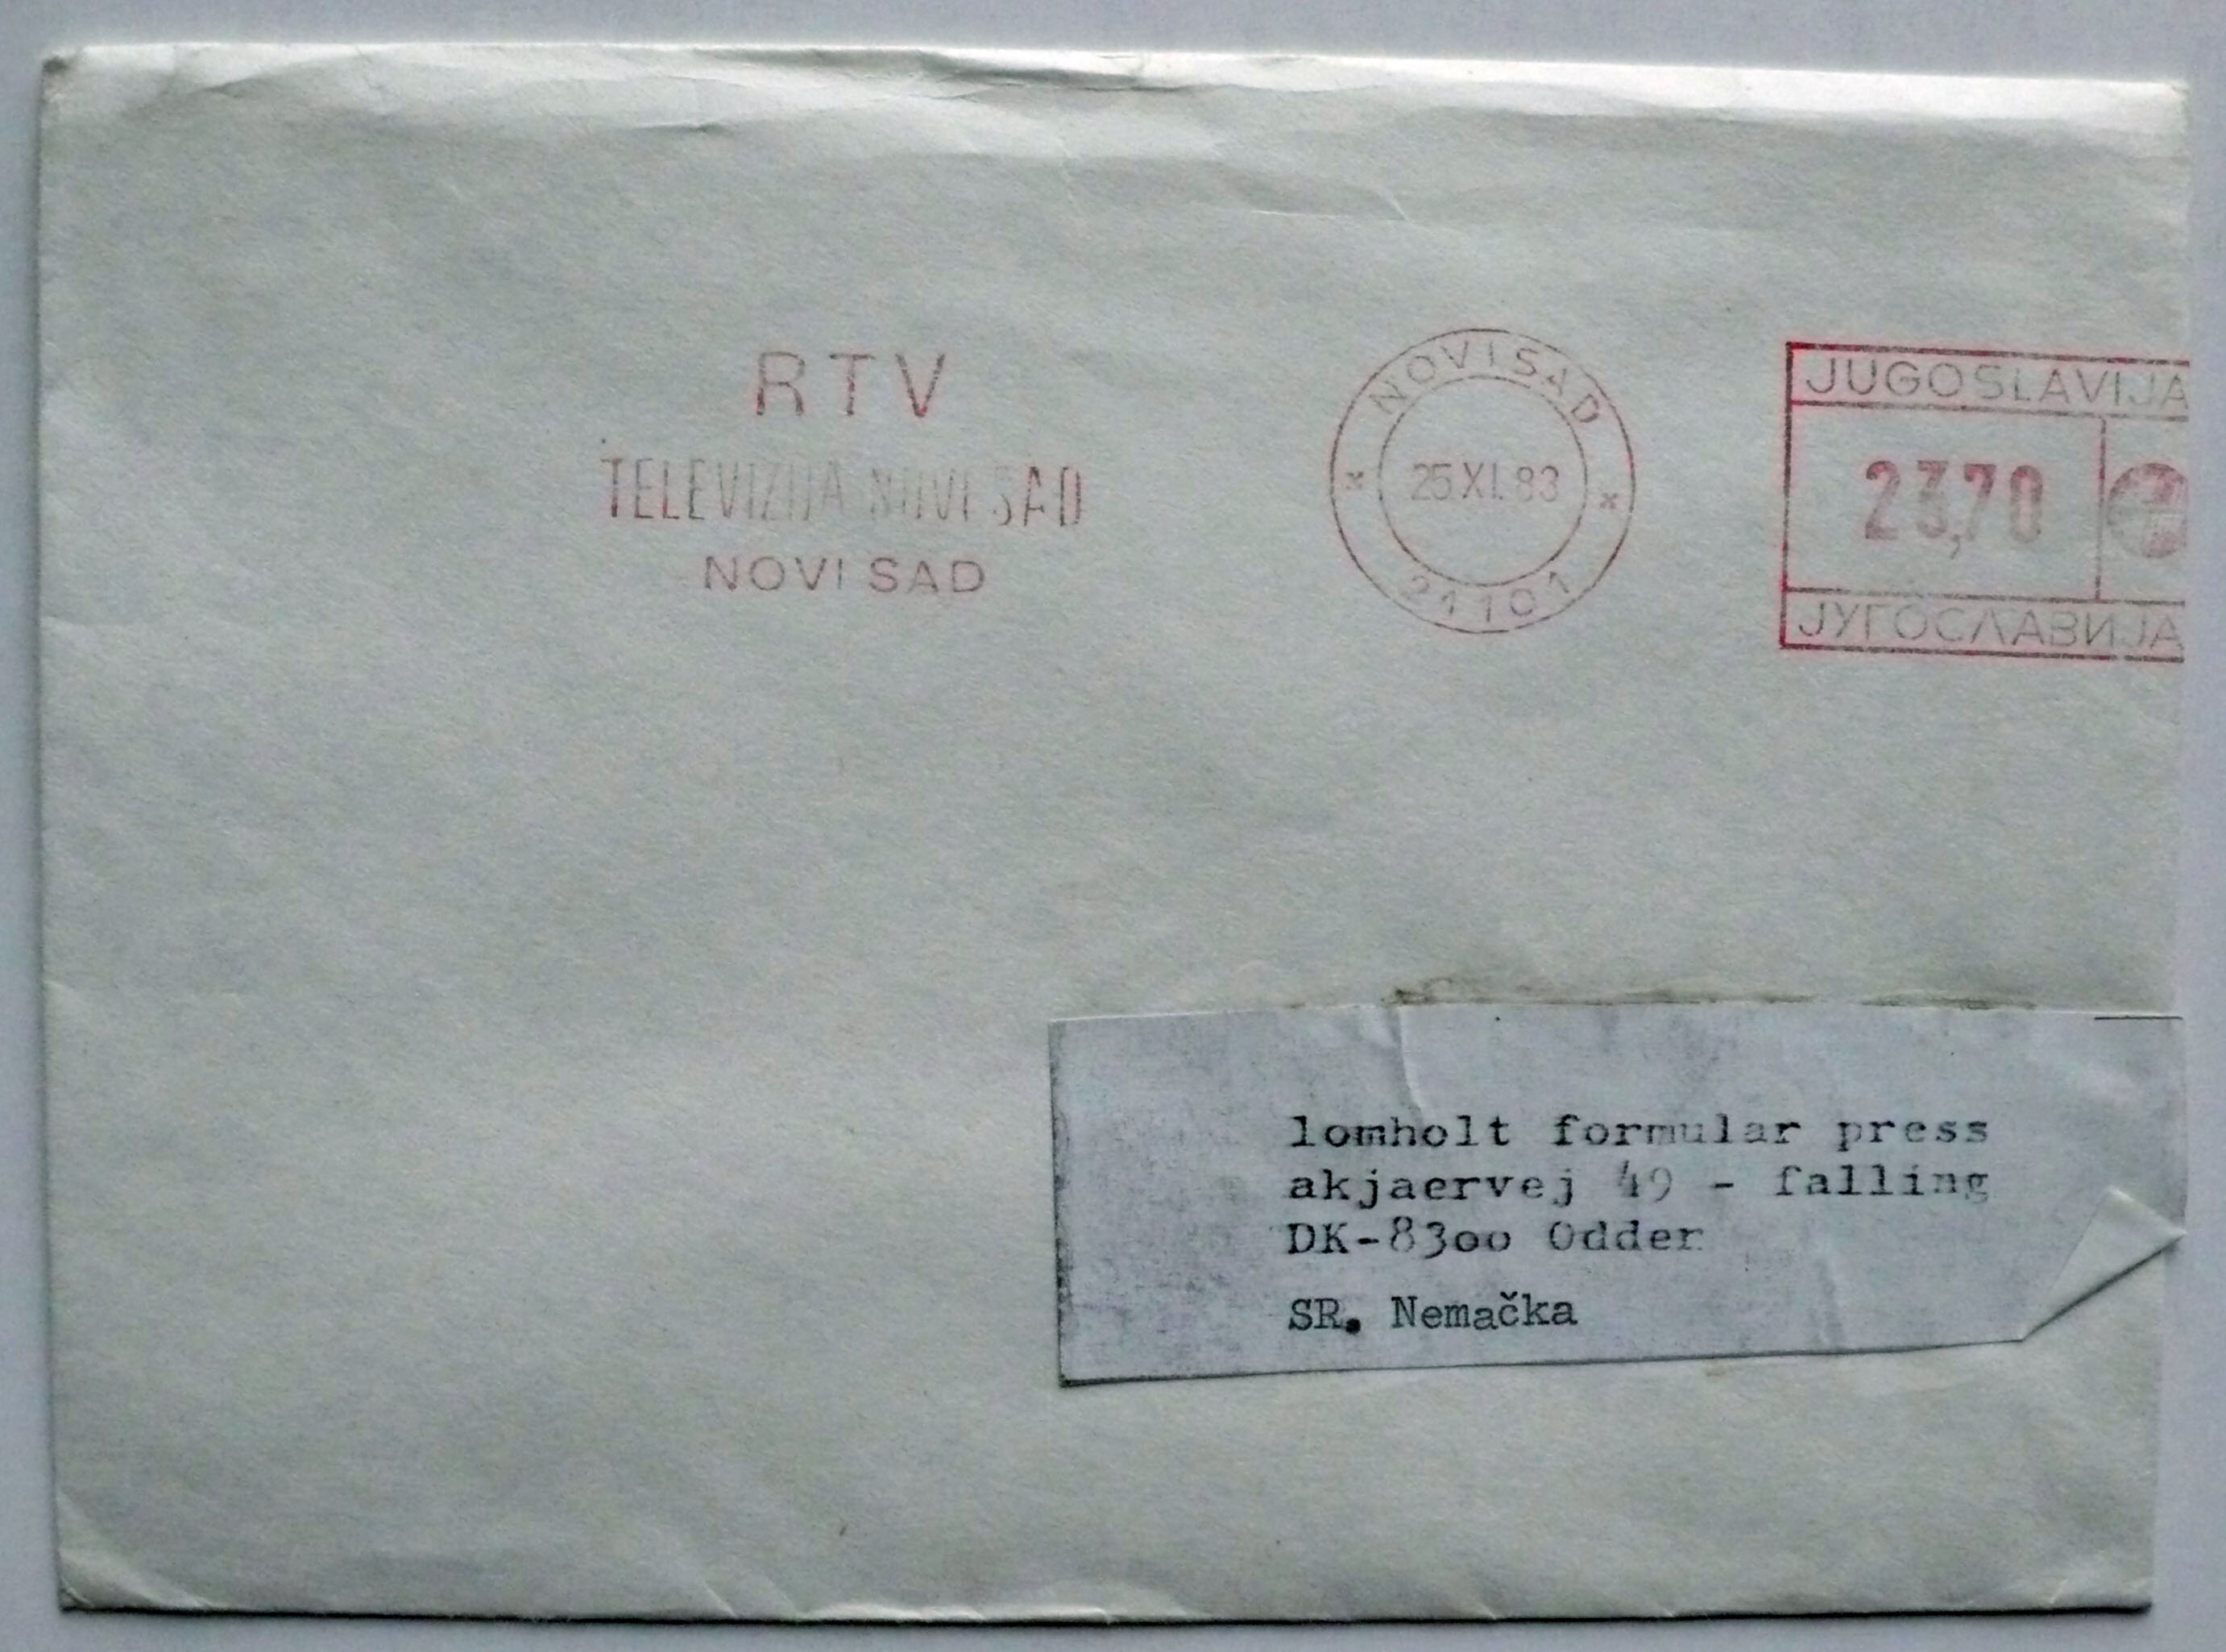 RTV
TELEVIZIJA NOVI SAD
NOVI SAD
NOVI SAD
25 XI. 83
21101
JUGOSLAVIJA
23,70
ЈУГОСЛАВИЈА
lomholt formular press
akjaervej 49 - falling
DK-8300 Odder
SR. Nemačka